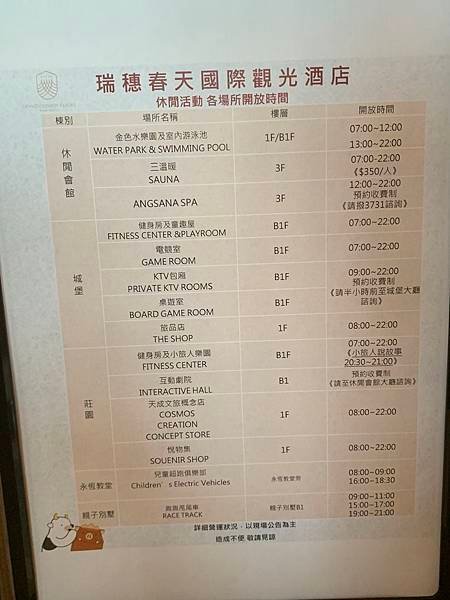 瑞穗春天國際觀光酒店
休閒活動 各場所開放時間
棟別 場所名稱 樓層 開放時間
休閒會館
金色水樂園及室內游泳池
WATER PARK & SWIMMING POOL
1F/B1F
07:00~12:00
13:00~22:00
三溫暖
SAUNA
3F
07:00-22:00
《$350/人》
ANGSANA SPA
3F
12:00~22:00
預約收費制
《請撥3731諮詢》
城堡
健身房及童趣屋
FITNESS CENTER &PLAYROOM
B1F
07:00~22:00
電競室
GAME ROOM
B1F
07:00~22:00
KTV包廂
PRIVATE KTV ROOMS
B1F
桌遊室
BOARD GAME ROOM
B1F
09:00~22:00
預約收費制
《請半小時前至城堡大廳
諮詢》
旅品店
THE SHOP
1F
08:00~22:00
莊園
健身房及小旅人樂園
FITNESS CENTER
B1F
07:00~22:00
《小旅人說故事
20:30~21:00》
互動劇院
INTERACTIVE HALL
B1
預約收費制
《請至休閒會館大廳諮詢》
天成文旅概念店
COSMOS
CREATION
CONCEPT STORE
1F
08:00~22:00
悅物集
SOUENIR SHOP
1F
08:00~22:00
永恆教堂
兒童超跑俱樂部
Children's Electric Vehicles
永恆教堂旁
08:00~09:00
16:00~18:30
親子別墅
RACE TRACK
親子別墅B1
09:00~11:00
15:00~17:00
19:00~21:00
詳細營運狀況，以現場公告為主
造成不便 敬請見諒